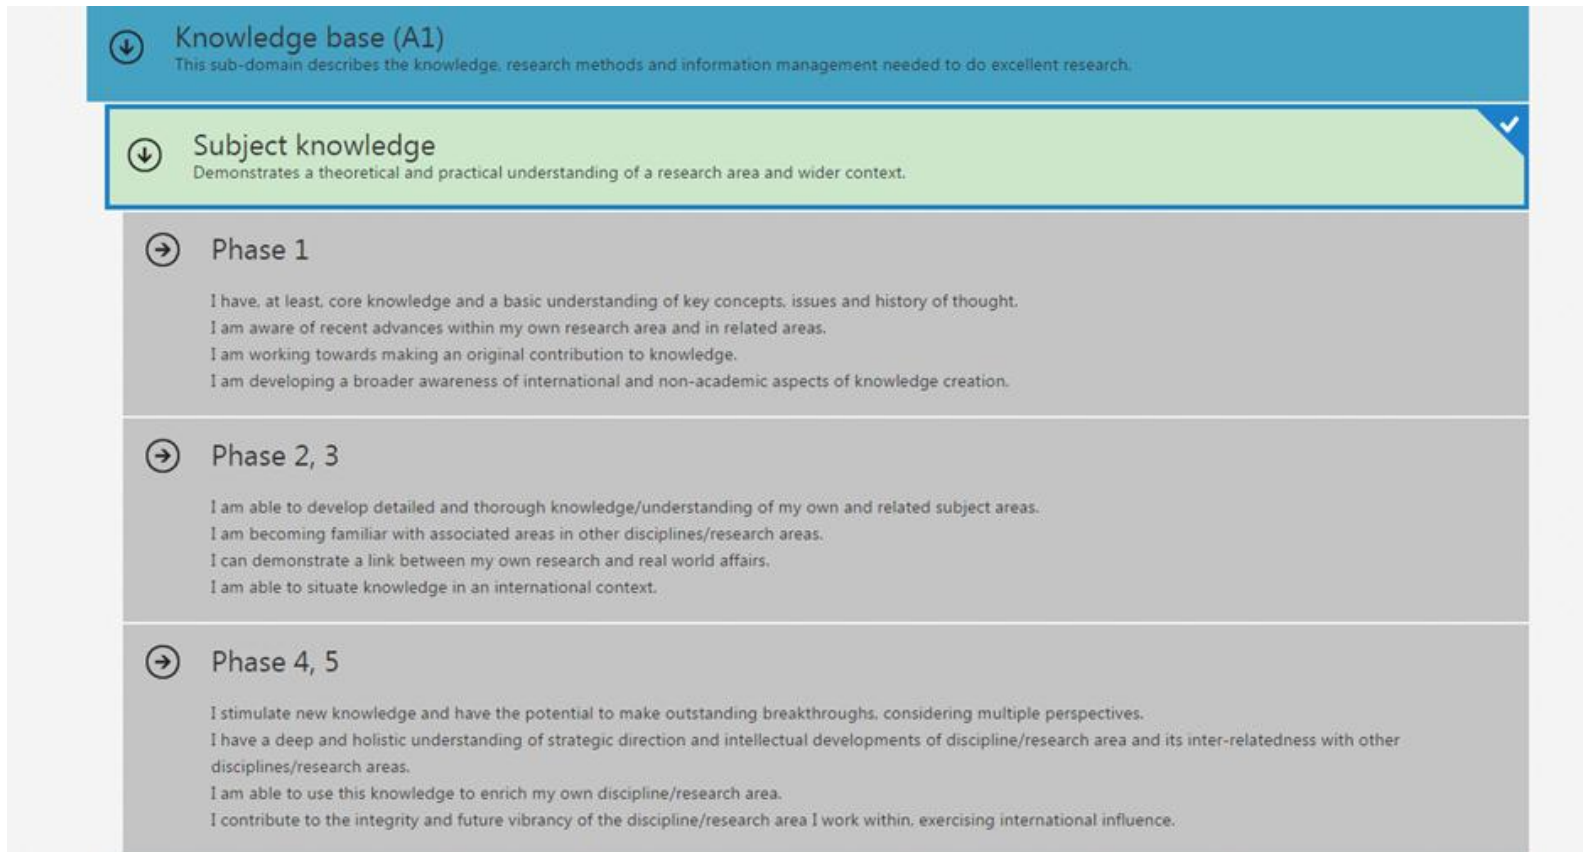 Knowledge base (A1)
This sub-domain describes the knowledge, research methods and information management needed to do excellent research.
Subject knowledge
Demonstrates a theoretical and practical understanding of a research area and wider context.
Phase 1
I have, at least, core knowledge and a basic understanding of key concepts, issues and history of thought.
I am aware of recent advances within my own research area and in related areas.
I am working towards making an original contribution to knowledge.
I am developing a broader awareness of international and non-academic aspects of knowledge creation.
Phase 2, 3
I am able to develop detailed and thorough knowledge/understanding of my own and related subject areas.
I am becoming familiar with associated areas in other disciplines/research areas.
I can demonstrate a link between my own research and real world affairs.
I am able to situate knowledge in an international context.
Phase 4, 5
I stimulate new knowledge and have the potential to make outstanding breakthroughs, considering multiple perspectives.
I have a deep and holistic understanding of strategic direction and intellectual developments of discipline/research area and its inter-relatedness with other
disciplines/research areas.
I am able to use this knowledge to enrich my own discipline/research area.
I contribute to the integrity and future vibrancy of the discipline/research area I work within, exercising international influence.